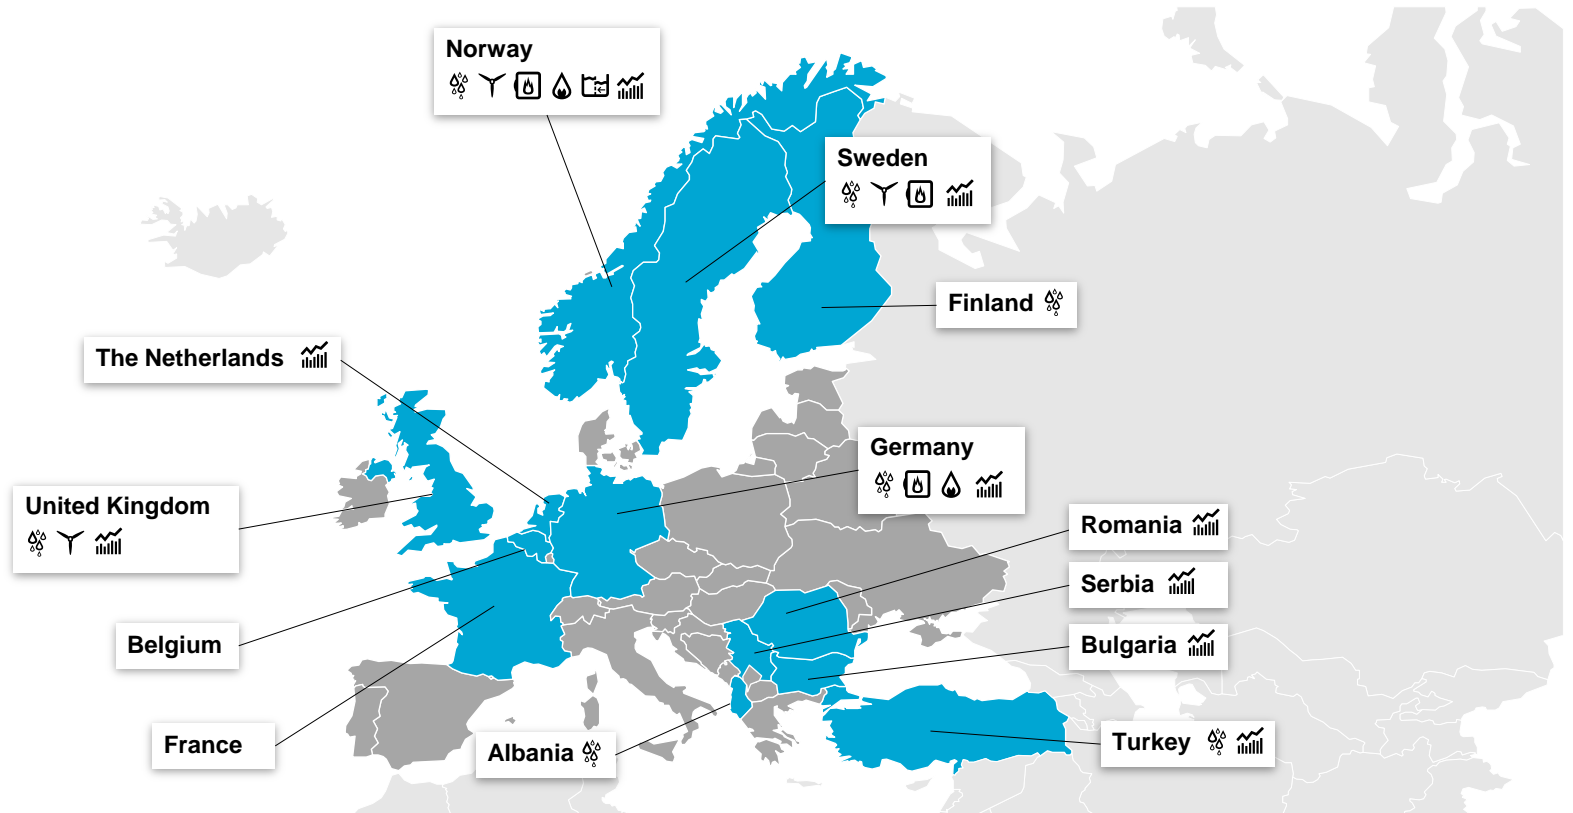 Norway
Sweden
Finland
The Netherlands
Germany
United Kingdom
Romania
Serbia
Belgium
Bulgaria
France
Albania
Turkey